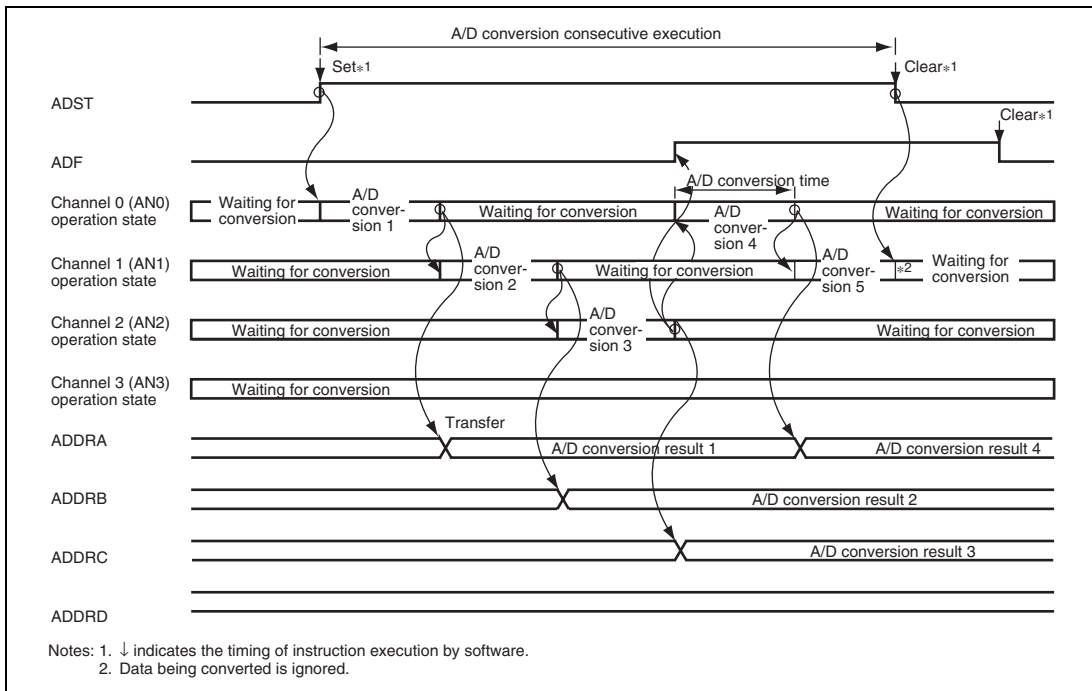 A/D conversion consecutive execution
Set*1
Clear*1
ADST
Clear*1
ADF
A/D conversion time
Channel 0 (AN0)
operation state
Waiting for
conversion
A/D
conver-
sion 1
Waiting for conversion
A/D
conver-
sion 4
Waiting for conversion
Channel 1 (AN1)
operation state
Waiting for conversion
A/D
conver-
sion 2
Waiting for conversion
A/D
conver-
sion 5
*2
Waiting for
conversion
Channel 2 (AN2)
operation state
Waiting for conversion
A/D
conver-
sion 3
Waiting for conversion
Channel 3 (AN3)
operation state
Waiting for conversion
Transfer
ADDRA
A/D conversion result 1
A/D conversion result 4
ADDRB
A/D conversion result 2
ADDRC
A/D conversion result 3
ADDRD
Notes: 1. ↓ indicates the timing of instruction execution by software.
2. Data being converted is ignored.